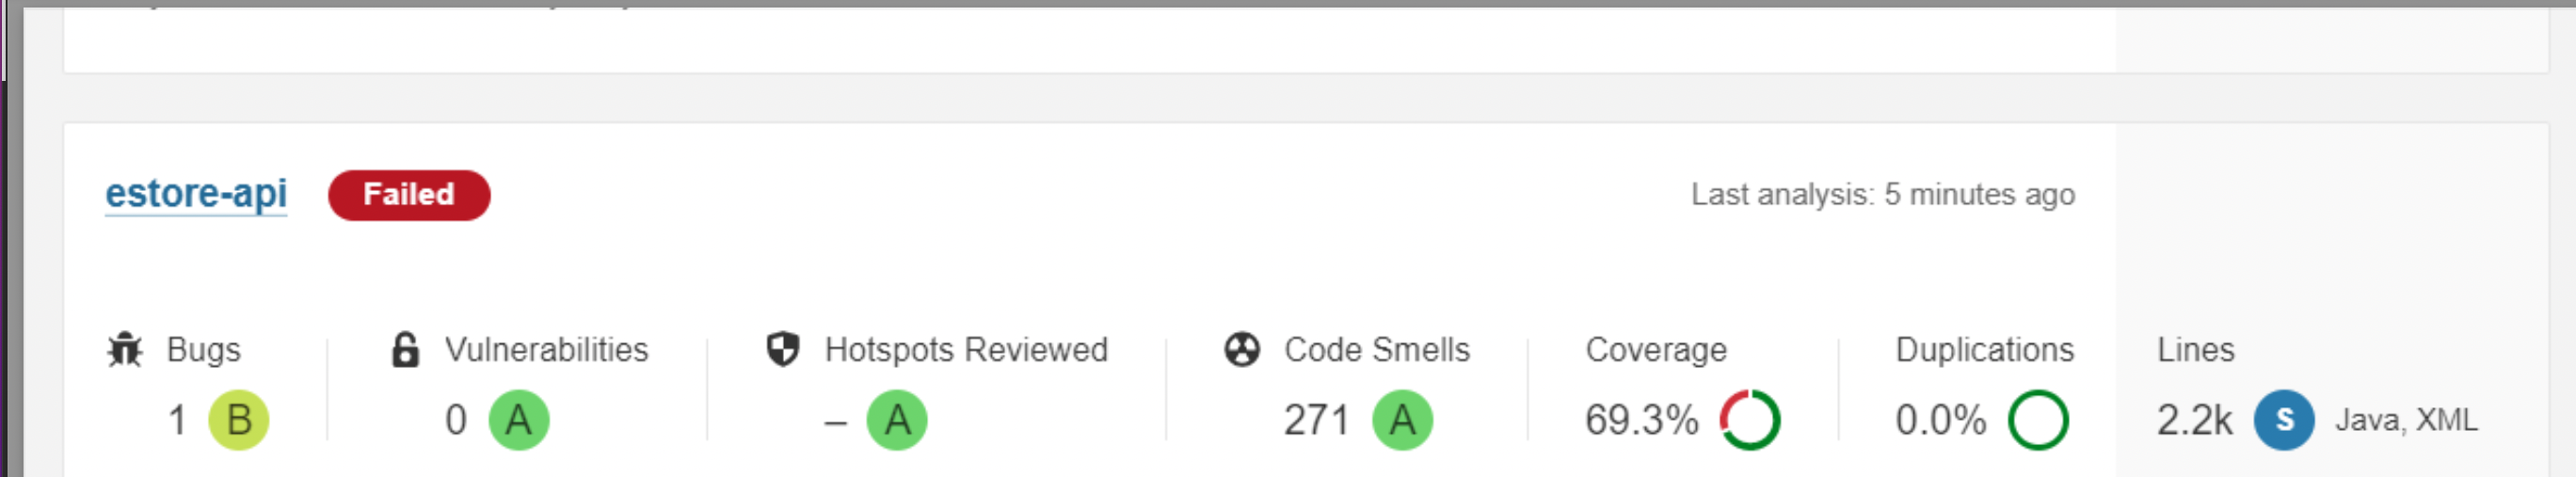 estore-api Failed Last analysis: 5 minutes ago
Bugs Vulnerabilities Hotspots Reviewed Code Smells Coverage Duplications Lines
1 B 0 A – A 271 A 69.3% 0.0% 2.2k S Java, XML